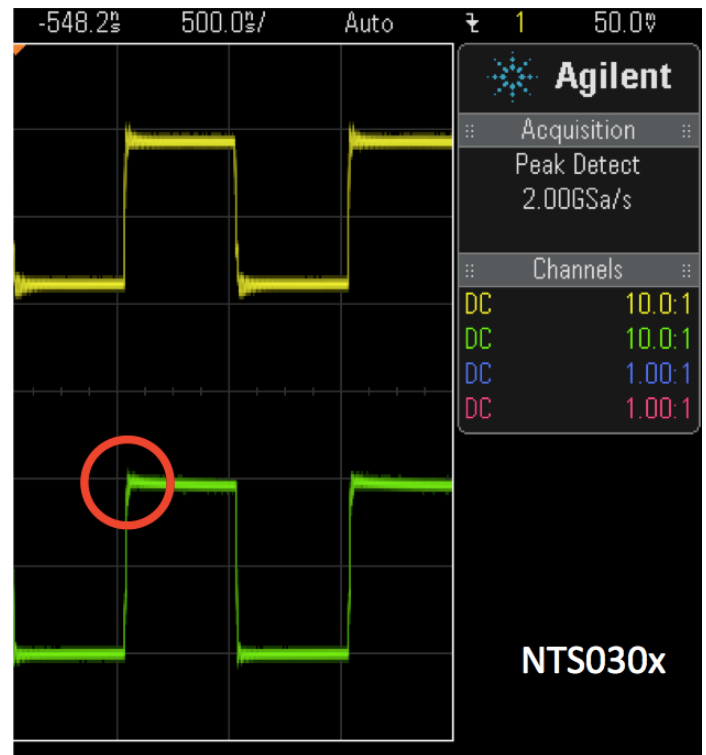 -548.2ns 500.0ns/ Auto 1 50.0V
Agilent
Acquisition
Peak Detect
2.00GSa/s
Channels
DC 10.0:1
DC 10.0:1
DC 1.00:1
DC 1.00:1
NTS030x